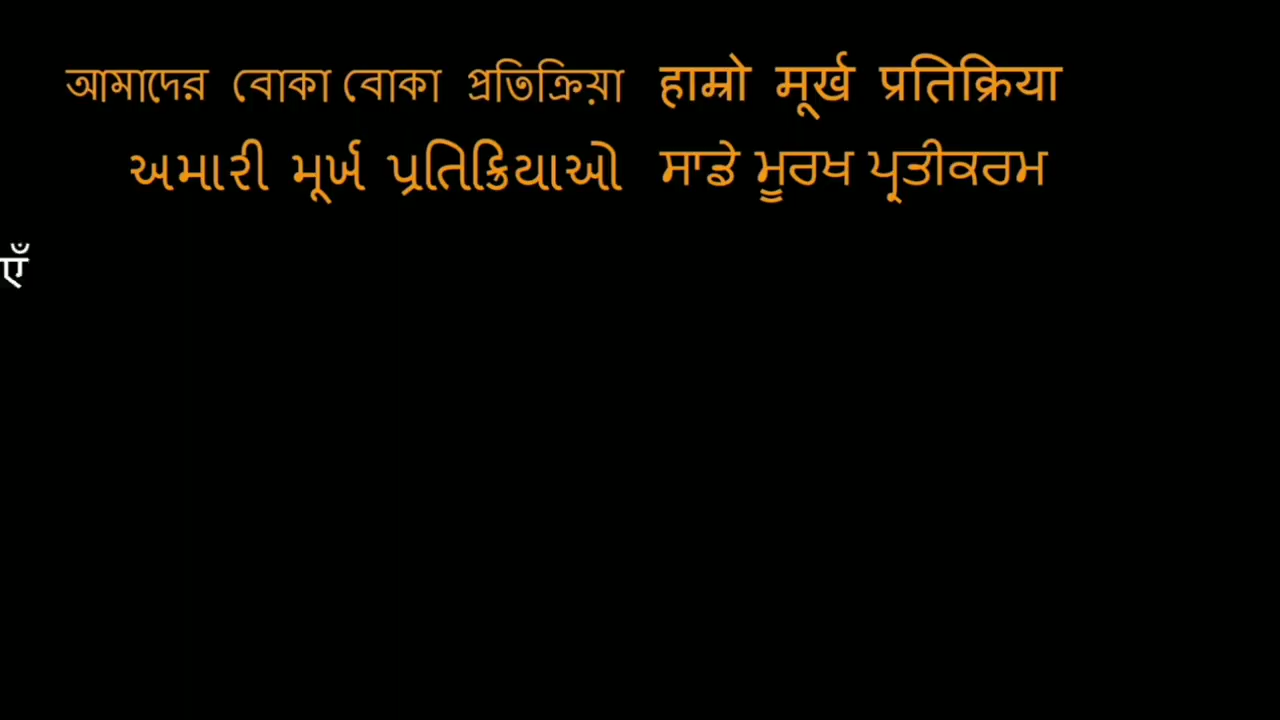 আমাদের বোকা বোকা প্রতিক্রিয়া हाम्रो मूर्ख प्रतिक्रिया
અમારી મૂર્ખ પ્રતિક્રિયાઓ ਸਾਡੇ ਮੂਰਖ ਪ੍ਰਤੀਕਰਮ
एँ